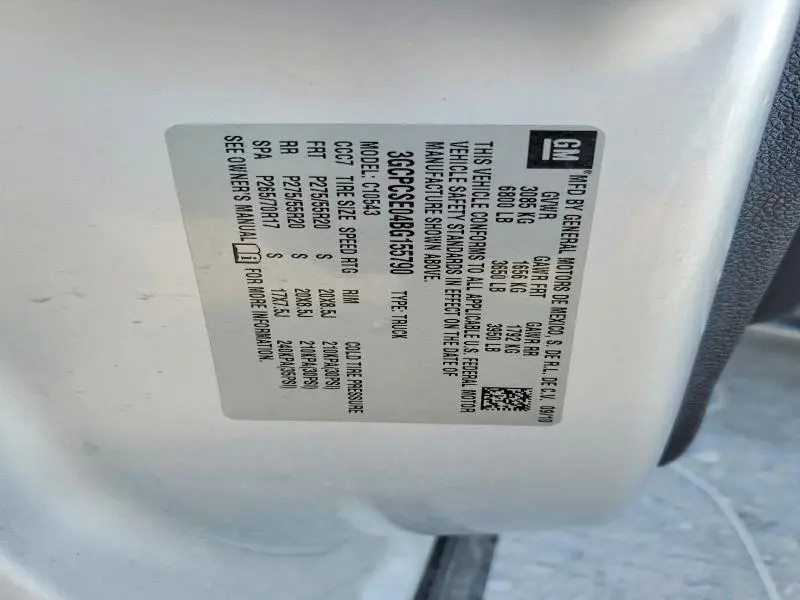 GM
® MFD BY GENERAL MOTORS DE MEXICO, S. DE R.L. DE C.V. 09/10
GVWR GAWR FRT GAWR RR
3085 KG 1656 KG 1792 KG
6800 LB 3650 LB 3950 LB
THIS VEHICLE CONFORMS TO ALL APPLICABLE U.S. FEDERAL MOTOR
VEHICLE SAFETY STANDARDS IN EFFECT ON THE DATE OF
MANUFACTURE SHOWN ABOVE.
3GCPCSE04BG155790 TYPE: TRUCK
MODEL: C10543
CCC7 TIRE SIZE SPEED RTG RIM COLD TIRE PRESSURE
FRT P275/55R20 S 20X8.5J 210KPA(30PSI)
RR P275/55R20 S 20X8.5J 210KPA(30PSI)
SPA P265/70R17 S 17X7.5J 240KPA(35PSI)
SEE OWNER'S MANUAL FOR MORE INFORMATION.